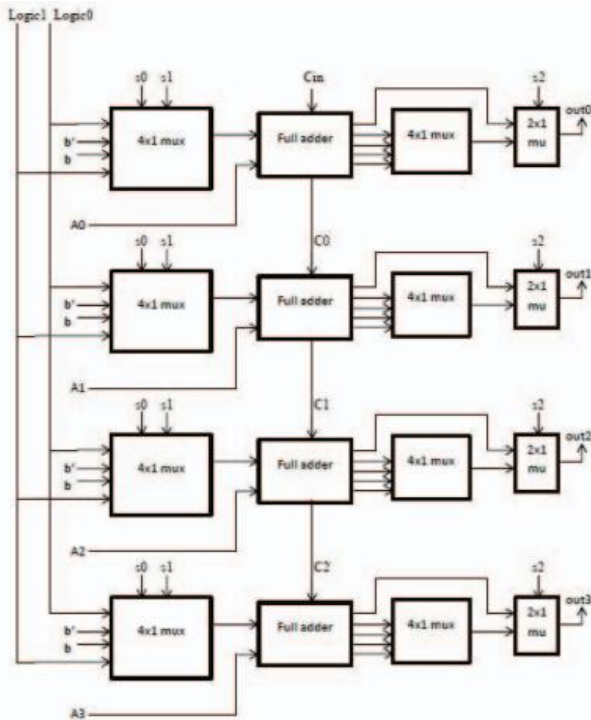 Logic1 Logic0
s0 s1 Cin s2
4x1 mux Full adder 4x1 mux 2x1 mu out0
b'
b
A0
s0 s1 C0 s2
4x1 mux Full adder 4x1 mux 2x1 mu out1
b'
b
A1
s0 s1 C1 s2
4x1 mux Full adder 4x1 mux 2x1 mu out2
b'
b
A2
s0 s1 C2 s2
4x1 mux Full adder 4x1 mux 2x1 mu out3
b'
b
A3